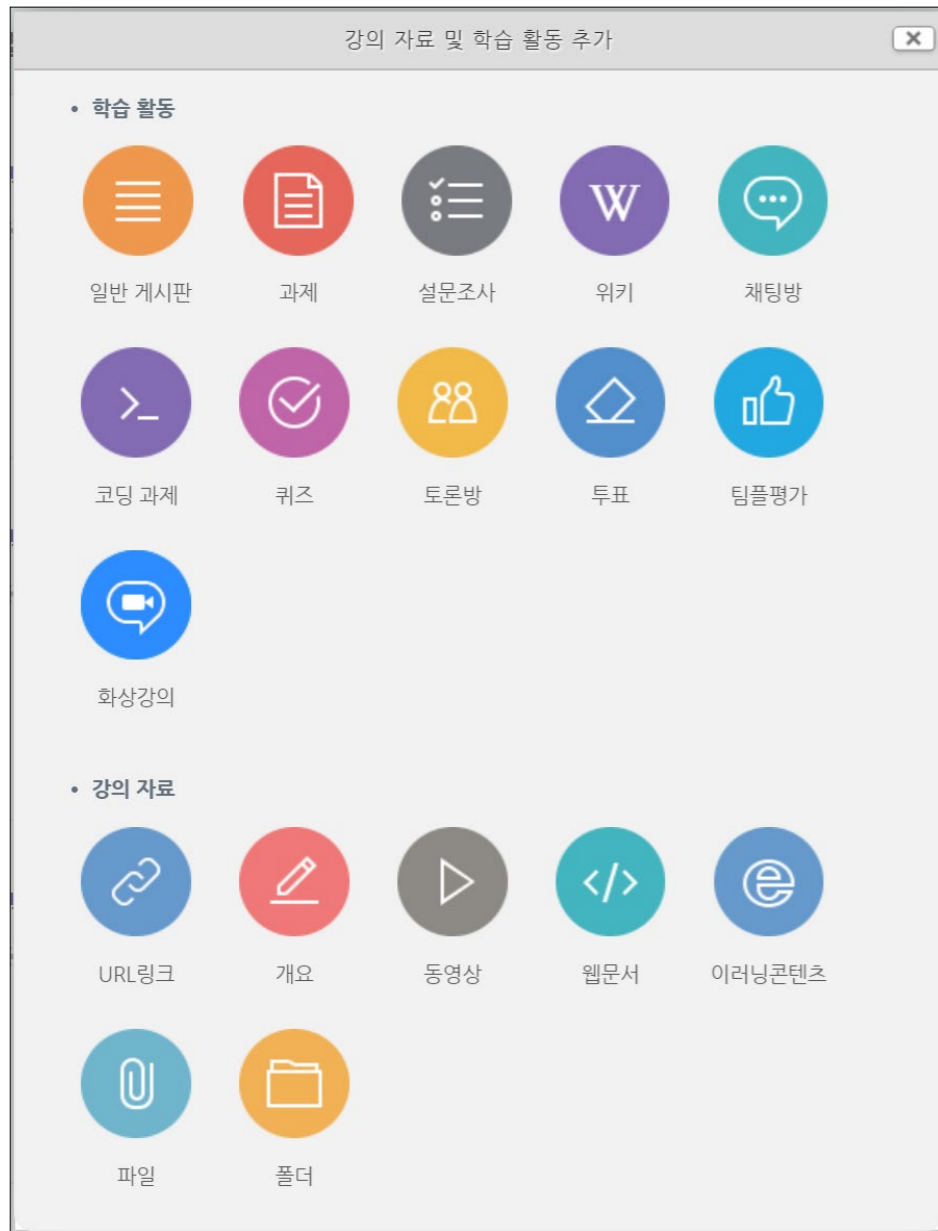 강의 자료 및 학습 활동 추가
• 학습 활동
일반 게시판 과제 설문조사 위키 채팅방
코딩 과제 퀴즈 토론방 투표 팀플평가
화상강의
• 강의 자료
URL링크 개요 동영상 웹문서 이러닝콘텐츠
파일 폴더